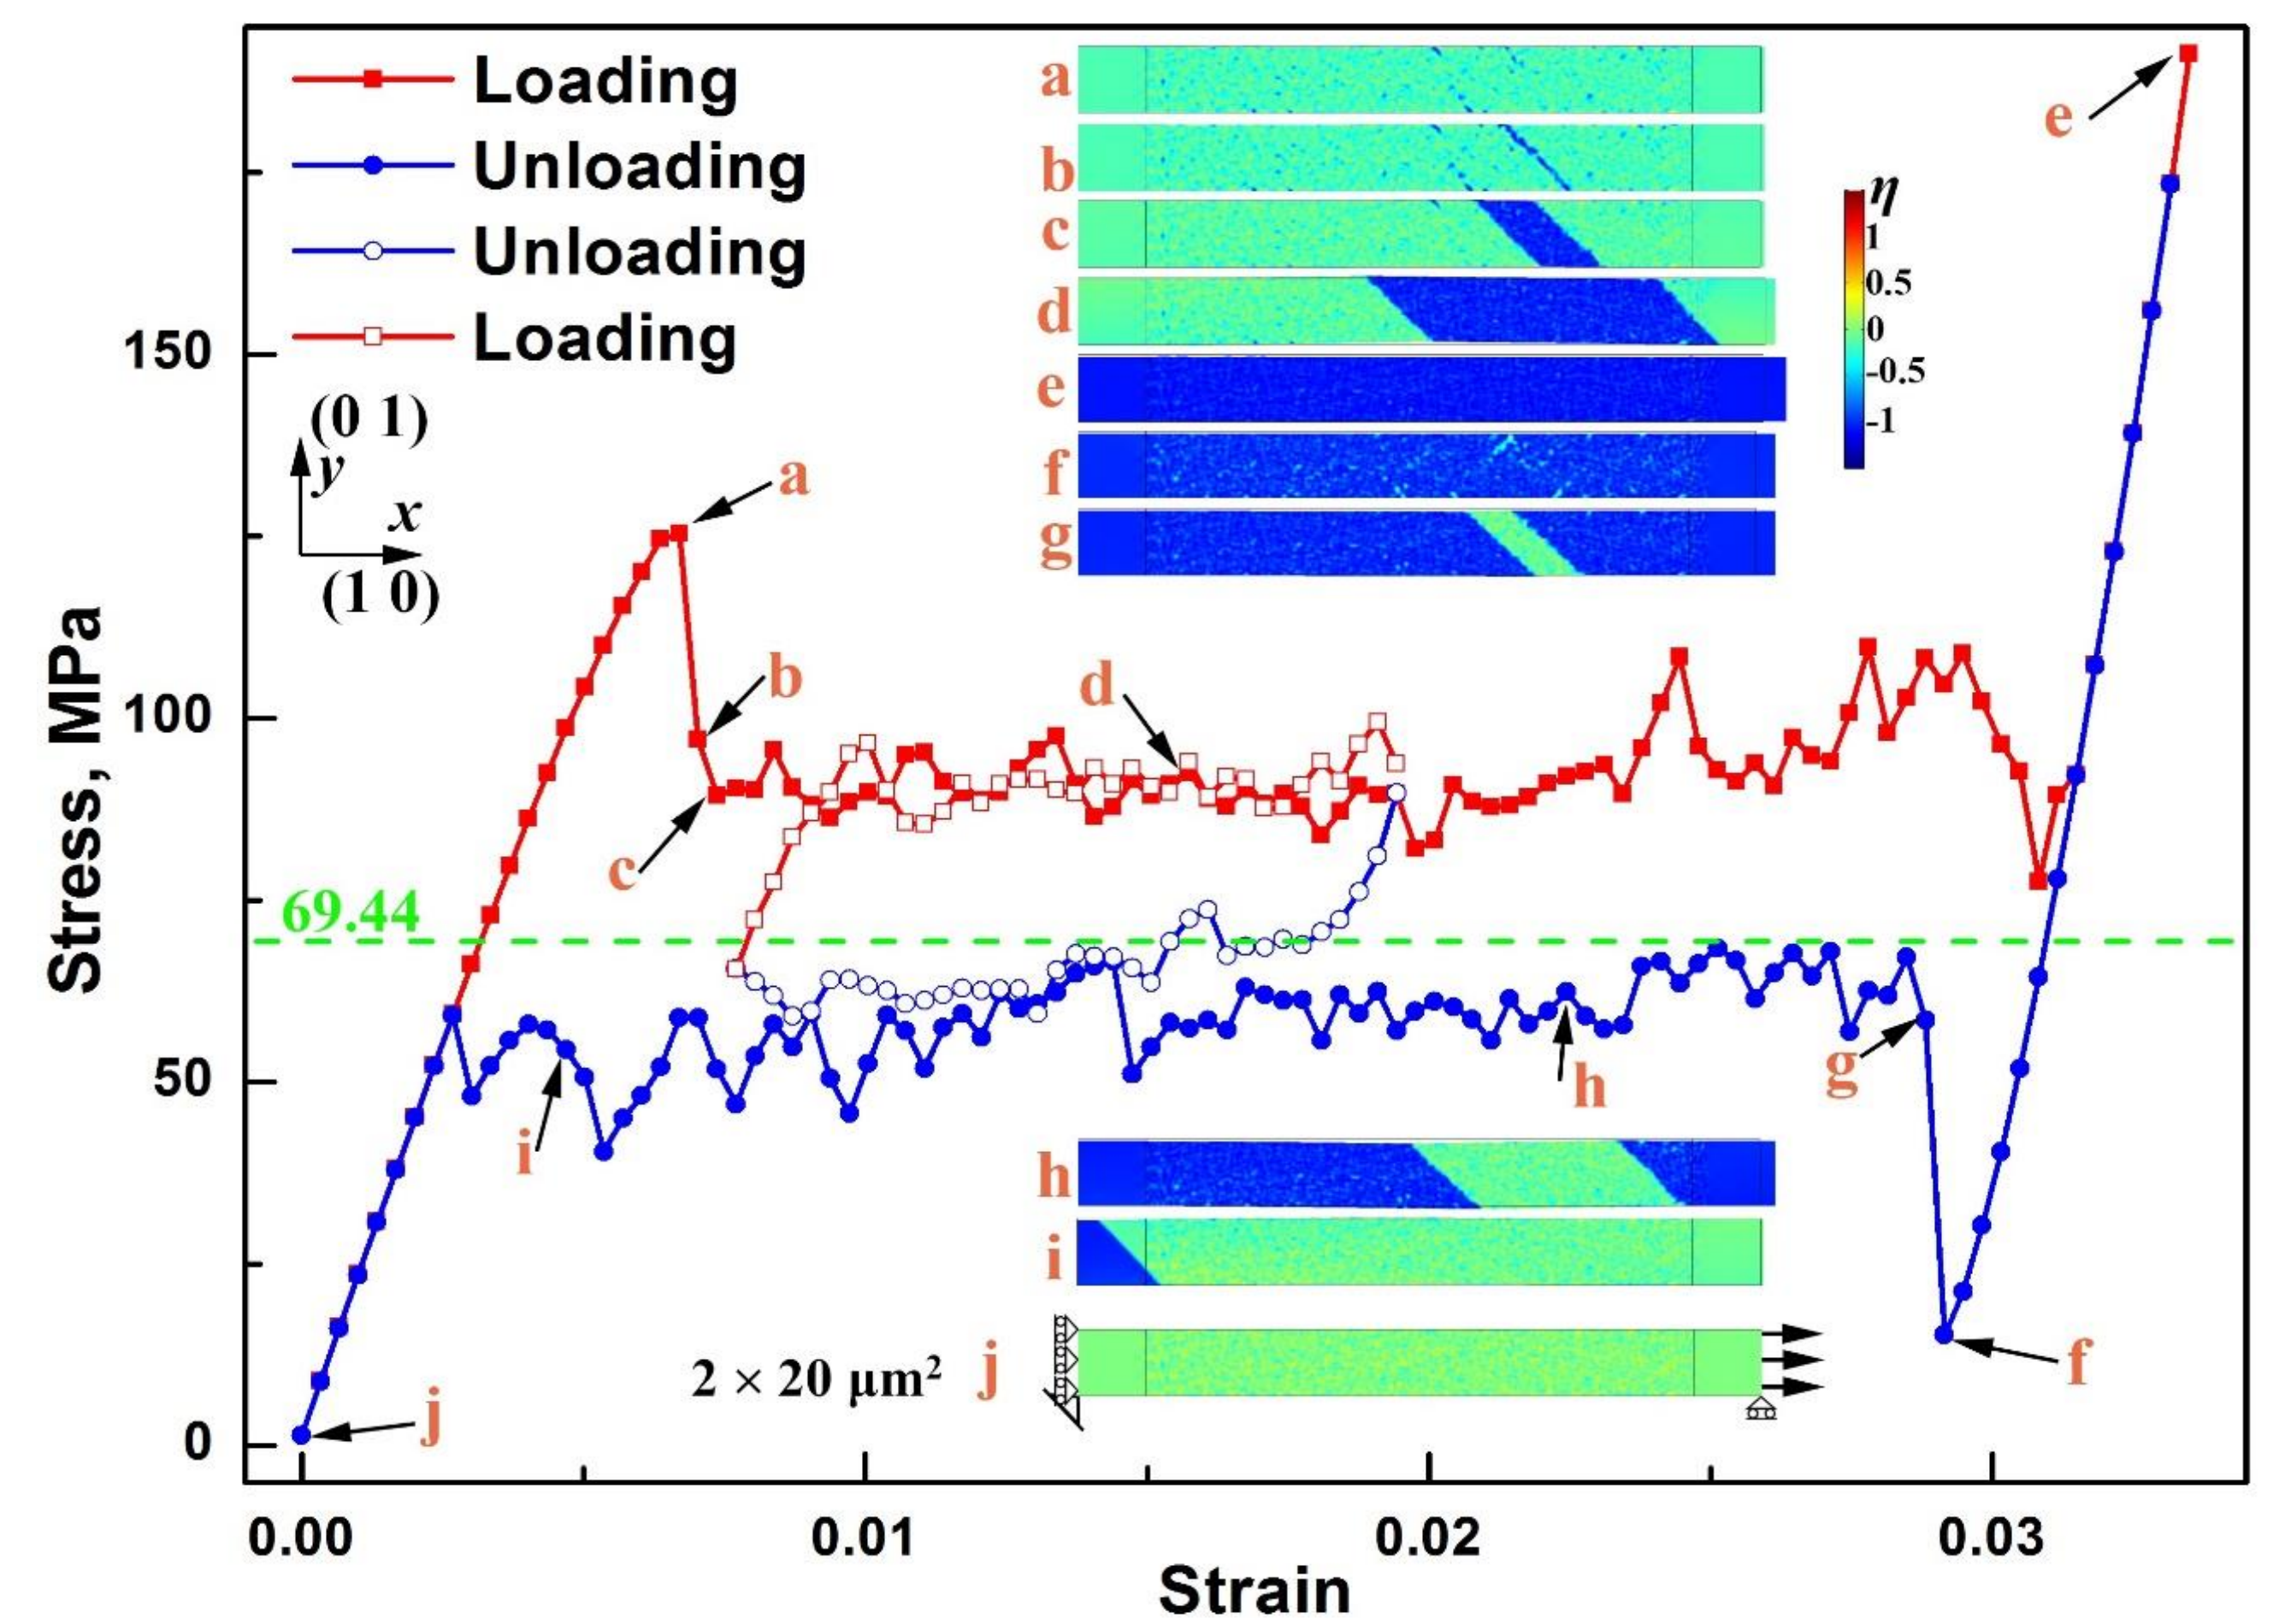 Loading
Unloading
Unloading
Loading
a
b
c
d
e
f
g
η
1
0.5
0
-0.5
-1
e
(0 1)
y
x
(1 0)
a
b
c
d
69.44
i
h
g
f
j
h
i
2 × 20 μm²
j
150
100
50
0
Stress, MPa
0.00
0.01
0.02
0.03
Strain